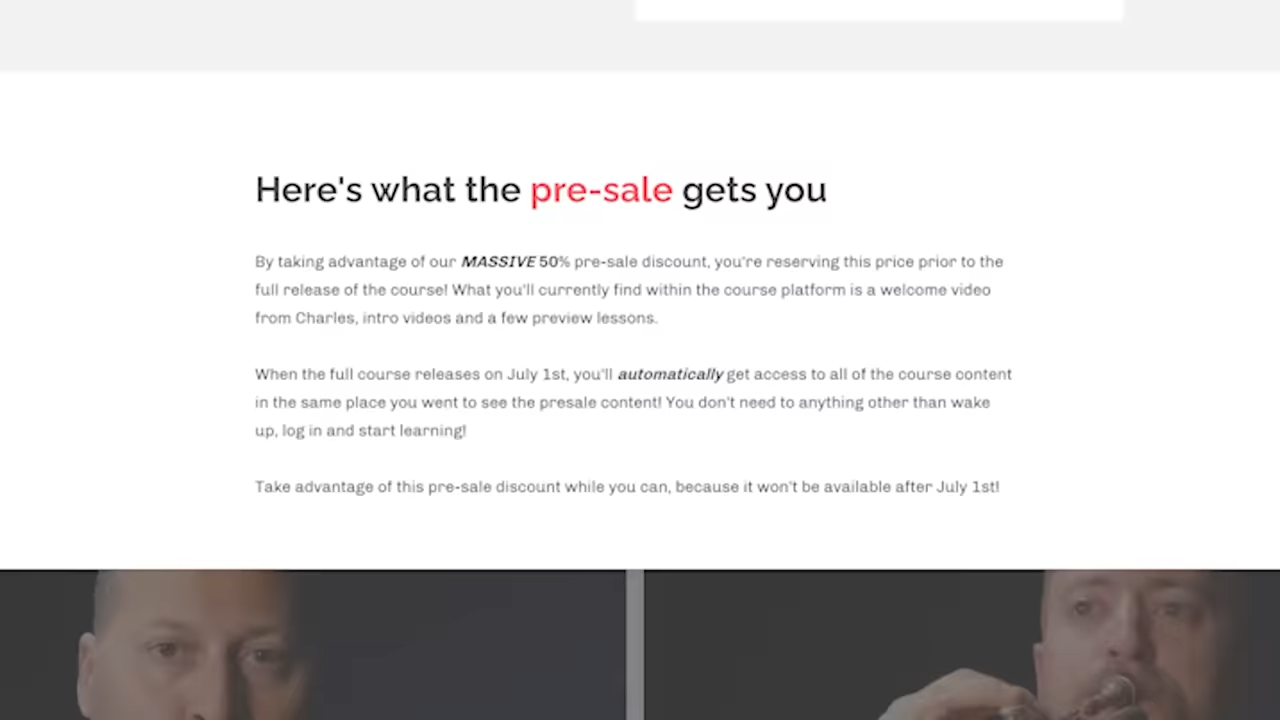 Here's what the pre-sale gets you
By taking advantage of our MASSIVE 50% pre-sale discount, you're reserving this price prior to the
full release of the course! What you'll currently find within the course platform is a welcome video
from Charles, intro videos and a few preview lessons.
When the full course releases on July 1st, you'll automatically get access to all of the course content
in the same place you went to see the presale content! You don't need to anything other than wake
up, log in and start learning!
Take advantage of this pre-sale discount while you can, because it won't be available after July 1st!